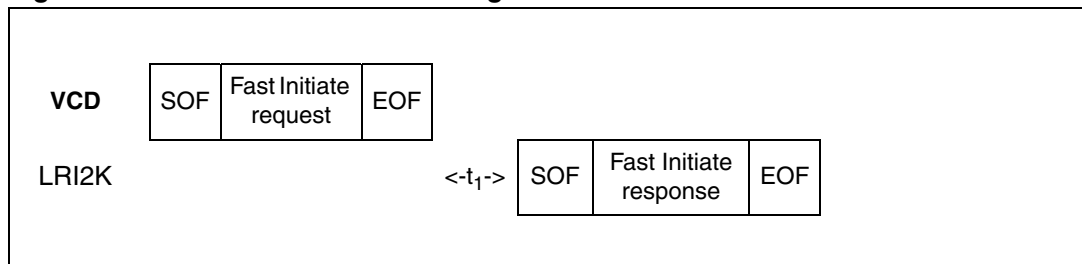 VCD SOF Fast Initiate request EOF
LRI2K <-t1-> SOF Fast Initiate response EOF